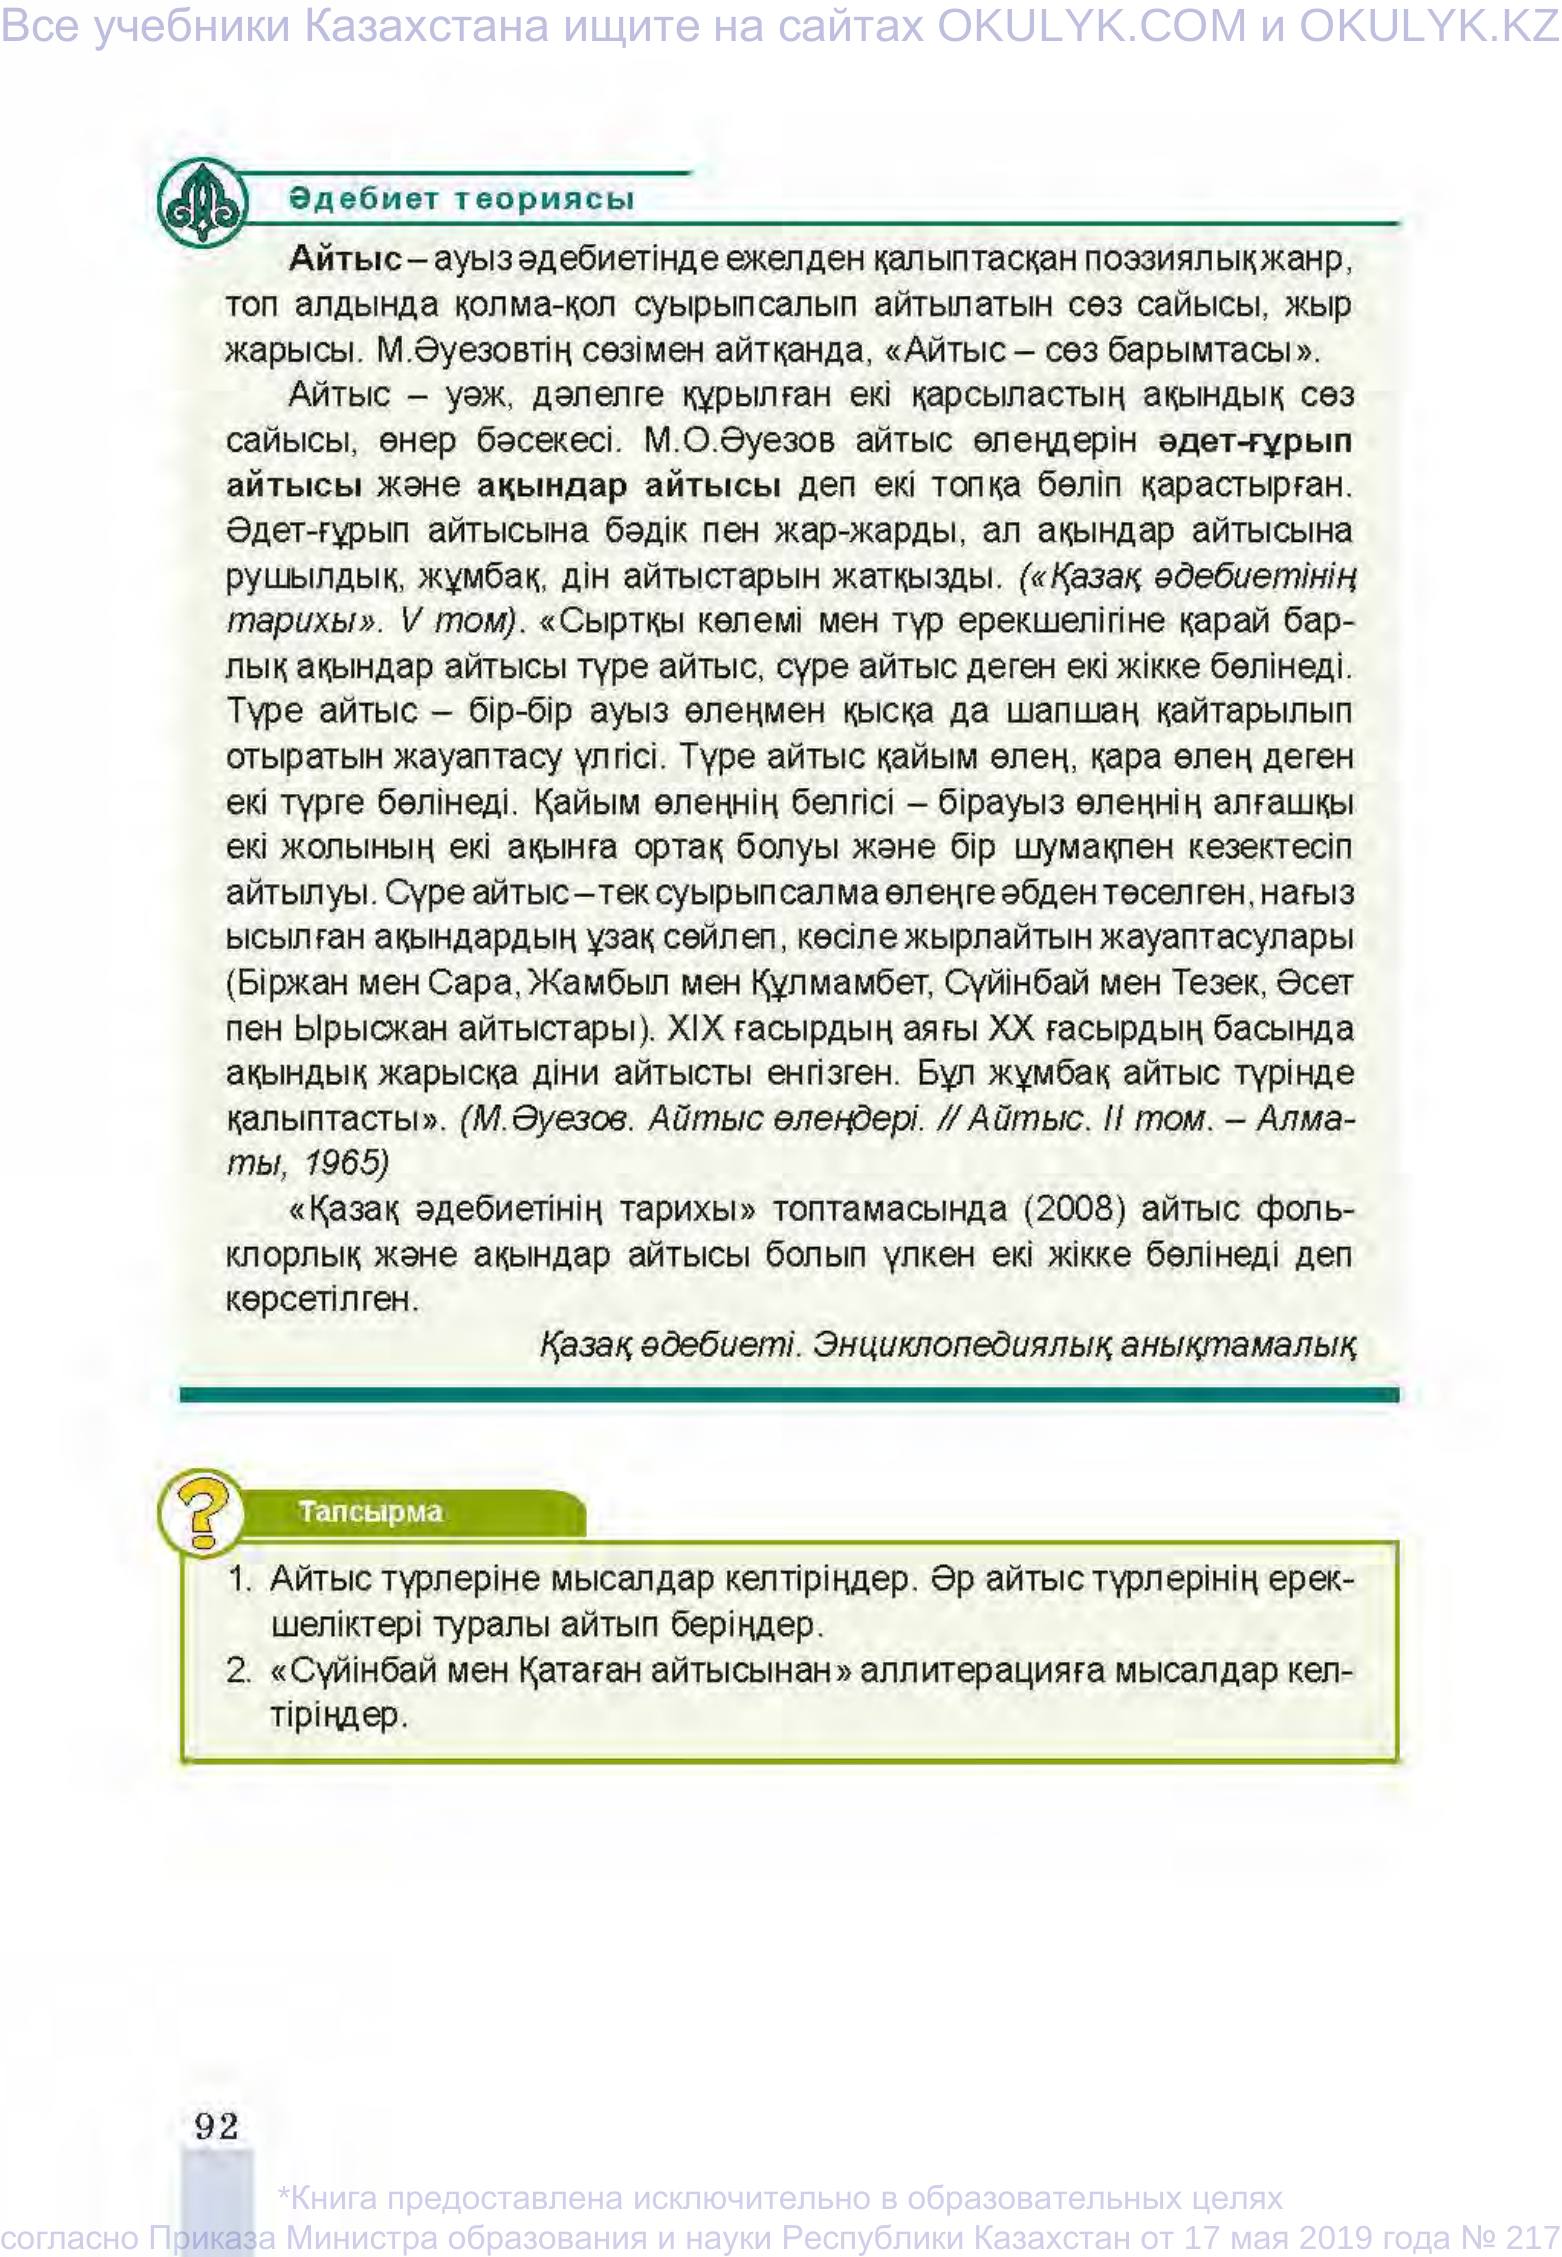 Все учебники Казахстана ищите на сайтах OKULYK.COM и OKULYK.KZ
Әдебиет теориясы
Айтыс – ауыз әдебиетінде ежелден қалыптасқан поэзиялық жанр,
топ алдында қолма-қол суырыпсалып айтылатын сөз сайысы, жыр
жарысы. М.Әуезовтің сөзімен айтқанда, «Айтыс – сөз барымтасы».
Айтыс – уәж, дәлелге құрылған екі қарсыластың ақындық сөз
сайысы, өнер бәсекесі. М.О.Әуезов айтыс өлеңдерін әдет-ғұрып
айтысы және ақындар айтысы деп екі топқа бөліп қарастырған.
Әдет-ғұрып айтысына бәдік пен жар-жарды, ал ақындар айтысына
рушылдық, жұмбақ, дін айтыстарын жатқызды. («Қазақ әдебиетінің
тарихы». V том). «Сыртқы көлемі мен түр ерекшелігіне қарай бар-
лық ақындар айтысы түре айтыс, сүре айтыс деген екі жікке бөлінеді.
Түре айтыс – бір-бір ауыз өлеңмен қысқа да шапшаң қайтарылып
отыратын жауаптасу үлгісі. Түре айтыс қайым өлең, қара өлең деген
екі түрге бөлінеді. Қайым өлеңнің белгісі – бірауыз өлеңнің алғашқы
екі жолының екі ақынға ортақ болуы және бір шумақпен кезектесіп
айтылуы. Сүре айтыс – тек суырыпсалма өлеңге әбден төселген, нағыз
ысылған ақындардың ұзақ сөйлеп, көсіле жырлайтын жауаптасулары
(Біржан мен Сара, Жамбыл мен Құлмамбет, Сүйінбай мен Тезек, Әсет
пен Ырысжан айтыстары). XIX ғасырдың аяғы XX ғасырдың басында
ақындық жарысқа діни айтысты енгізген. Бұл жұмбақ айтыс түрінде
қалыптасты». (М.Әуезов. Айтыс өлеңдері. // Айтыс. II том. – Алма-
ты, 1965)
«Қазақ әдебиетінің тарихы» топтамасында (2008) айтыс фоль-
клорлық және ақындар айтысы болып үлкен екі жікке бөлінеді деп
көрсетілген.
Қазақ әдебиеті. Энциклопедиялық анықтамалық
Тапсырма
1. Айтыс түрлеріне мысалдар келтіріңдер. Әр айтыс түрлерінің ерек-
шеліктері туралы айтып беріңдер.
2. «Сүйінбай мен Қатаған айтысынан» аллитерацияға мысалдар кел-
тіріңдер.
92
*Книга предоставлена исключительно в образовательных целях
согласно Приказа Министра образования и науки Республики Казахстан от 17 мая 2019 года № 217